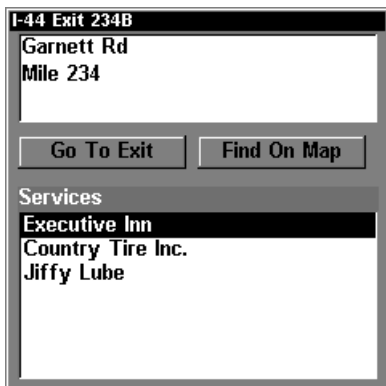 I-44 Exit 234B
Garnett Rd
Mile 234
Go To Exit
Find On Map
Services
Executive Inn
Country Tire Inc.
Jiffy Lube